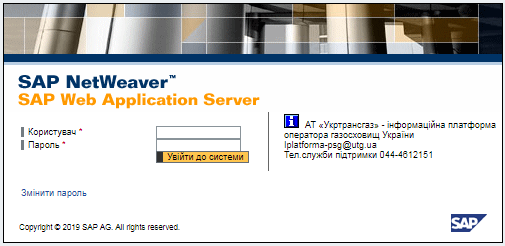 SAP NetWeaver™
SAP Web Application Server
Користувач *
Пароль *
Увійти до системи
АТ «Укртрансгаз» - інформаційна платформа
оператора газосховищ України
Iplatforma-psg@utg.ua
Тел.служби підтримки 044-4612151
Змінити пароль
Copyright © 2019 SAP AG. All rights reserved.
SAP